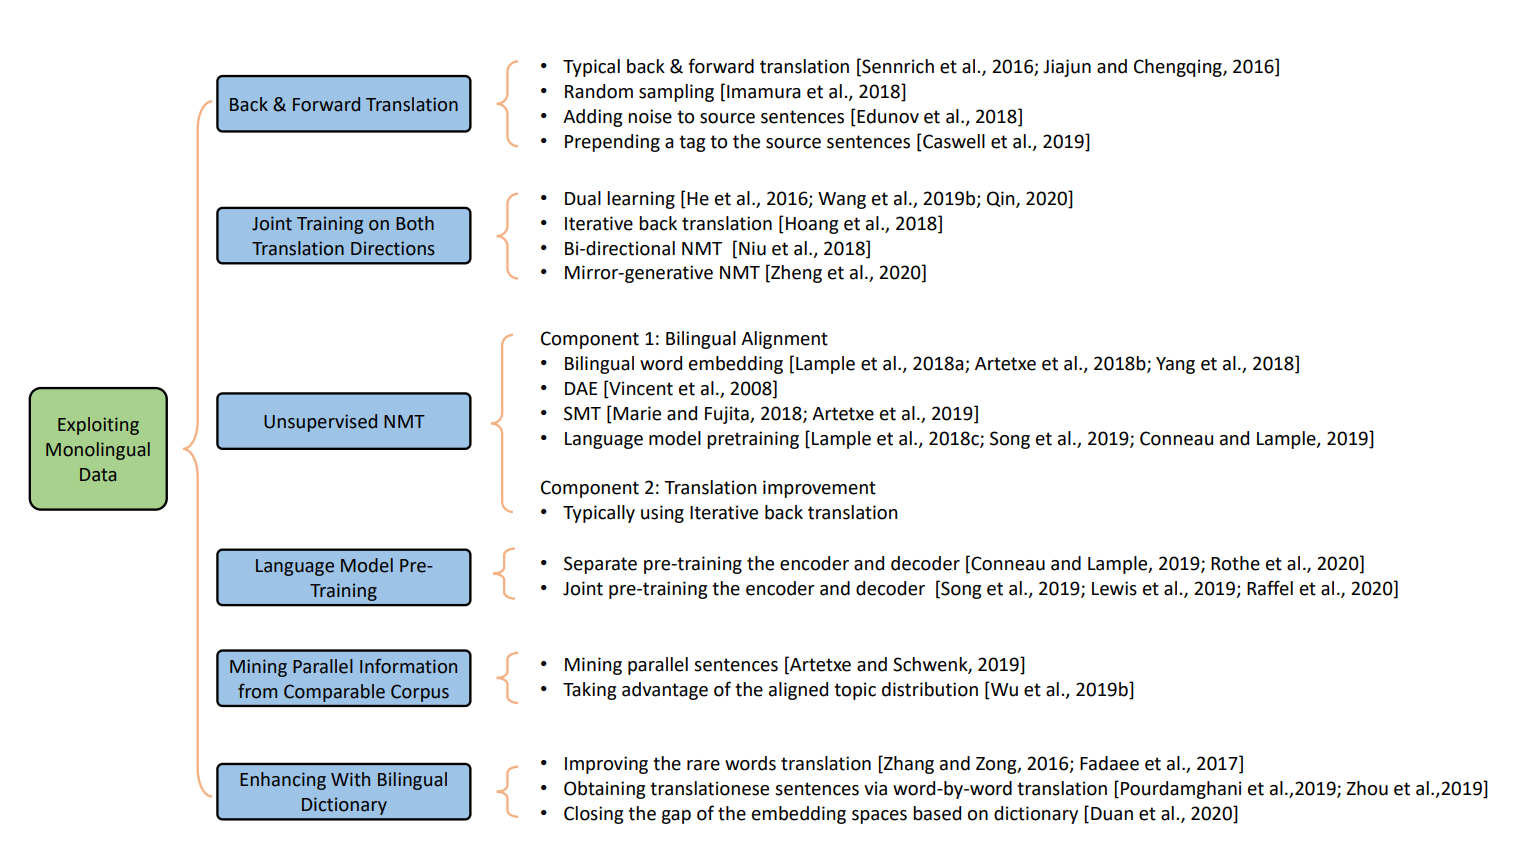 Exploiting
Monolingual
Data
Back & Forward Translation
• Typical back & forward translation [Sennrich et al., 2016; Jiajun and Chengqing, 2016]
• Random sampling [Imamura et al., 2018]
• Adding noise to source sentences [Edunov et al., 2018]
• Prepending a tag to the source sentences [Caswell et al., 2019]
Joint Training on Both
Translation Directions
• Dual learning [He et al., 2016; Wang et al., 2019b; Qin, 2020]
• Iterative back translation [Hoang et al., 2018]
• Bi-directional NMT [Niu et al., 2018]
• Mirror-generative NMT [Zheng et al., 2020]
Unsupervised NMT
Component 1: Bilingual Alignment
• Bilingual word embedding [Lample et al., 2018a; Artetxe et al., 2018b; Yang et al., 2018]
• DAE [Vincent et al., 2008]
• SMT [Marie and Fujita, 2018; Artetxe et al., 2019]
• Language model pretraining [Lample et al., 2018c; Song et al., 2019; Conneau and Lample, 2019]
Component 2: Translation improvement
• Typically using Iterative back translation
Language Model Pre-
Training
• Separate pre-training the encoder and decoder [Conneau and Lample, 2019; Rothe et al., 2020]
• Joint pre-training the encoder and decoder [Song et al., 2019; Lewis et al., 2019; Raffel et al., 2020]
Mining Parallel Information
from Comparable Corpus
• Mining parallel sentences [Artetxe and Schwenk, 2019]
• Taking advantage of the aligned topic distribution [Wu et al., 2019b]
Enhancing With Bilingual
Dictionary
• Improving the rare words translation [Zhang and Zong, 2016; Fadaee et al., 2017]
• Obtaining translationese sentences via word-by-word translation [Pourdamghani et al.,2019; Zhou et al.,2019]
• Closing the gap of the embedding spaces based on dictionary [Duan et al., 2020]